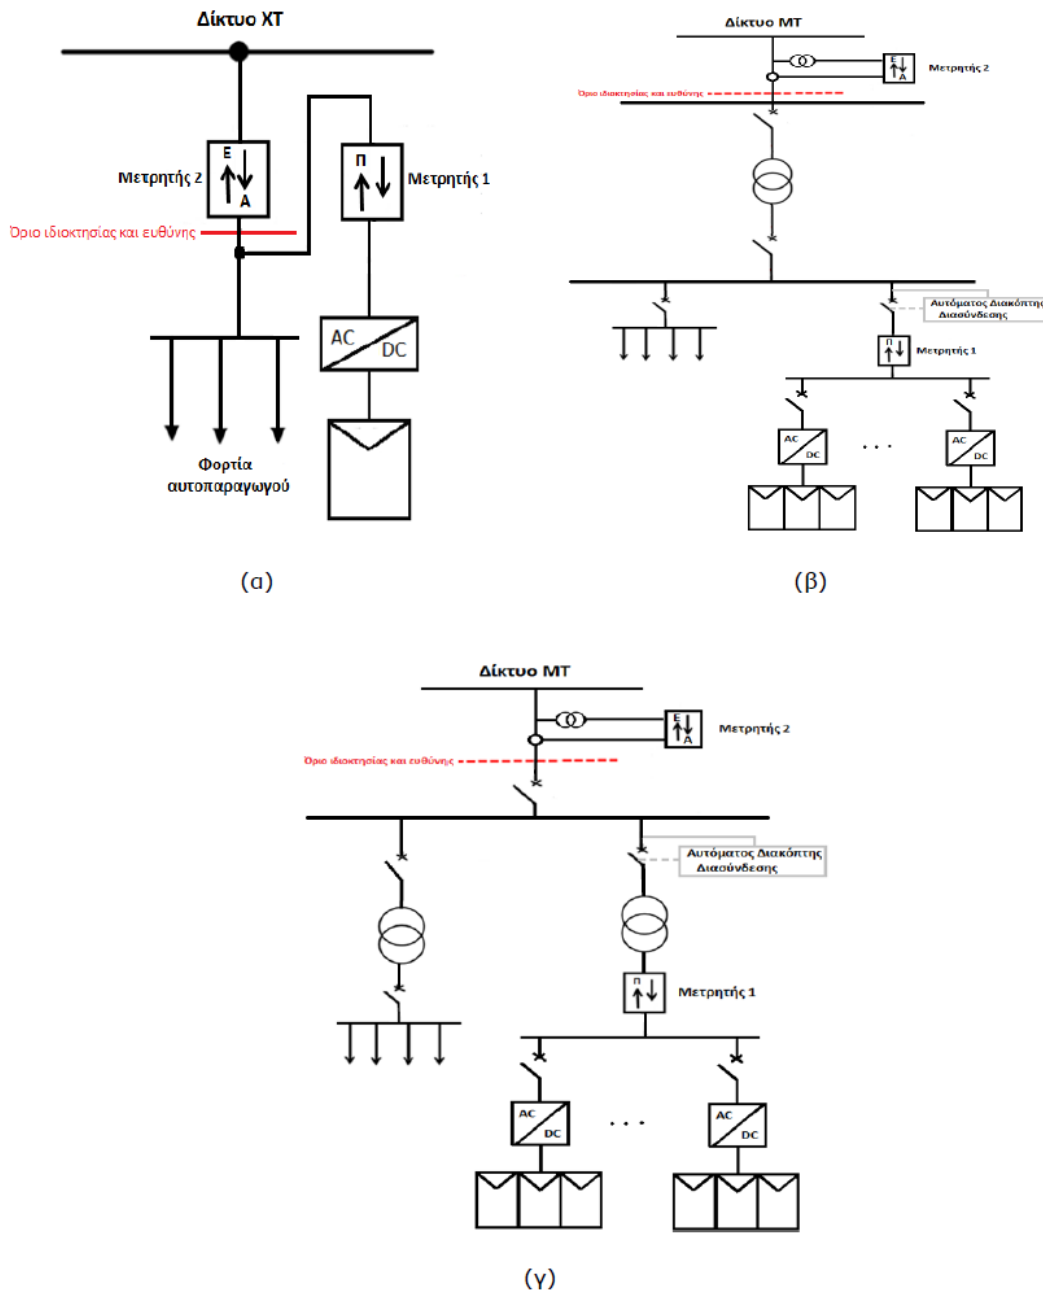 Δίκτυο ΧΤ
Ε
Α
Μετρητής 2
Π
Μετρητής 1
Όριο ιδιοκτησίας και ευθύνης
AC
DC
Φορτία
αυτοπαραγωγού
(α)
Δίκτυο ΜΤ
Ε
Α
Μετρητής 2
Όριο ιδιοκτησίας και ευθύνης
Αυτόματος Διακόπτης
Διασύνδεσης
Π
Μετρητής 1
AC
DC
. . .
AC
DC
(β)
Δίκτυο ΜΤ
Ε
Α
Μετρητής 2
Όριο ιδιοκτησίας και ευθύνης
Αυτόματος Διακόπτης
Διασύνδεσης
Π
Μετρητής 1
AC
DC
. . .
AC
DC
(γ)